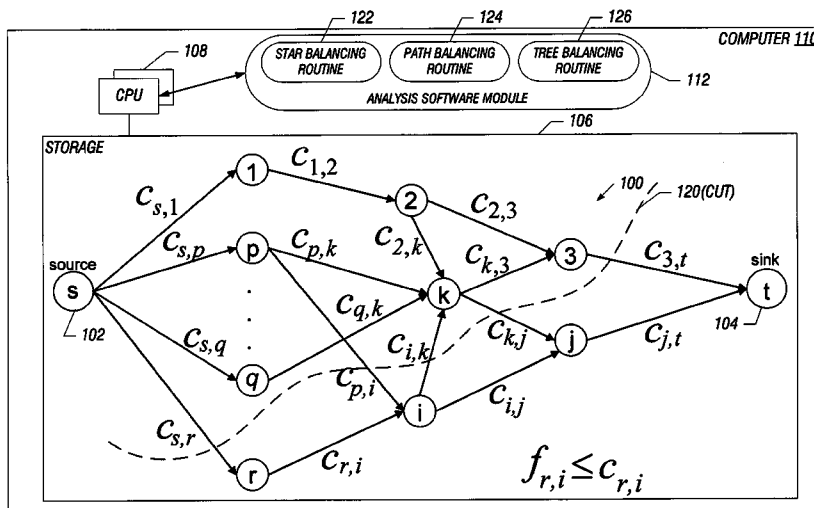 122
124
126
COMPUTER 110
108
STAR BALANCING
ROUTINE
PATH BALANCING
ROUTINE
TREE BALANCING
ROUTINE
CPU
ANALYSIS SOFTWARE MODULE
112
106
STORAGE
1
c1,2
2
100
120(CUT)
cs,1
c2,3
cs,p
p
cp,k
c2,k
ck,3
3
c3,t
source
s
sink
t
k
102
104
cq,k
cs,q
ci,k
ck,j
j
cj,t
q
cp,i
i
ci,j
cs,r
r
cr,i
fr,i ≤ cr,i